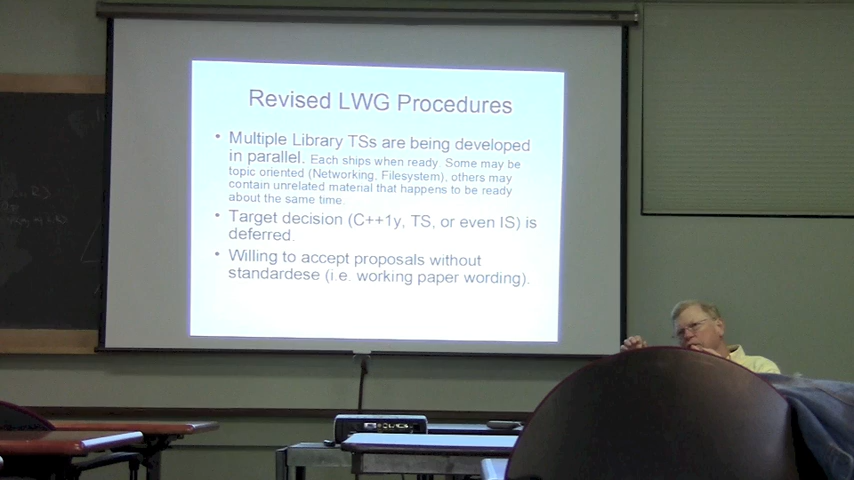 Revised LWG Procedures
• Multiple Library TSs are being developed
in parallel. Each ships when ready. Some may be
topic oriented (Networking, Filesystem), others may
contain unrelated material that happens to be ready
about the same time.
• Target decision (C++1y, TS, or even IS) is
deferred.
• Willing to accept proposals without
standardese (i.e. working paper wording).